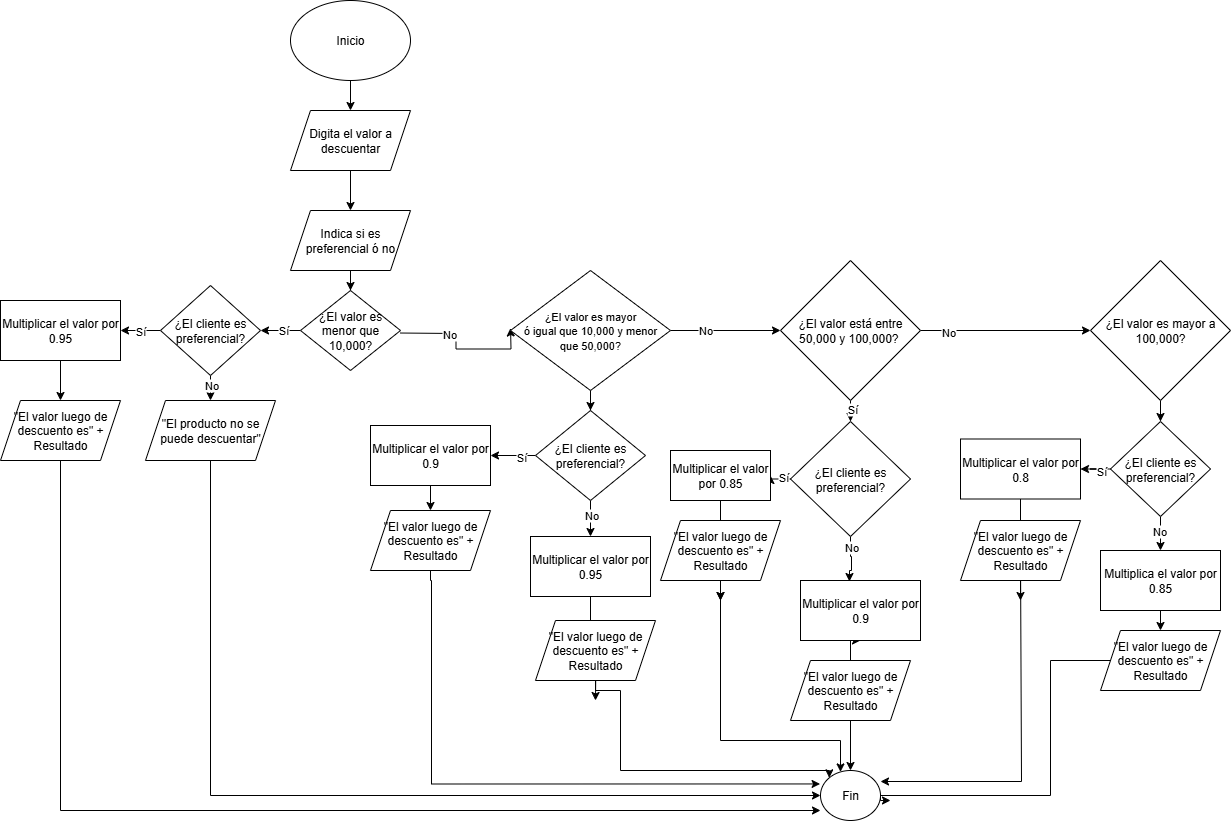 Inicio
Digita el valor a
descuentar
Indica si es
preferencial ó no
¿El valor es
menor que
10,000?
Sí
¿El cliente es
preferencial?
Sí
Multiplicar el valor por
0.95
"El valor luego de
descuento es" +
Resultado
No
"El producto no se
puede descuentar"
No
¿El valor es mayor
ó igual que 10,000 y menor
que 50,000?
¿El cliente es
preferencial?
Sí
Multiplicar el valor por
0.9
"El valor luego de
descuento es" +
Resultado
No
Multiplicar el valor por
0.95
"El valor luego de
descuento es" +
Resultado
No
¿El valor está entre
50,000 y 100,000?
Sí
¿El cliente es
preferencial?
Sí
Multiplicar el valor
por 0.85
"El valor luego de
descuento es" +
Resultado
No
Multiplicar el valor por
0.9
"El valor luego de
descuento es" +
Resultado
No
¿El valor es mayor a
100,000?
¿El cliente es
preferencial?
Sí
Multiplicar el valor por
0.8
"El valor luego de
descuento es" +
Resultado
No
Multiplica el valor por
0.85
"El valor luego de
descuento es" +
Resultado
Fin